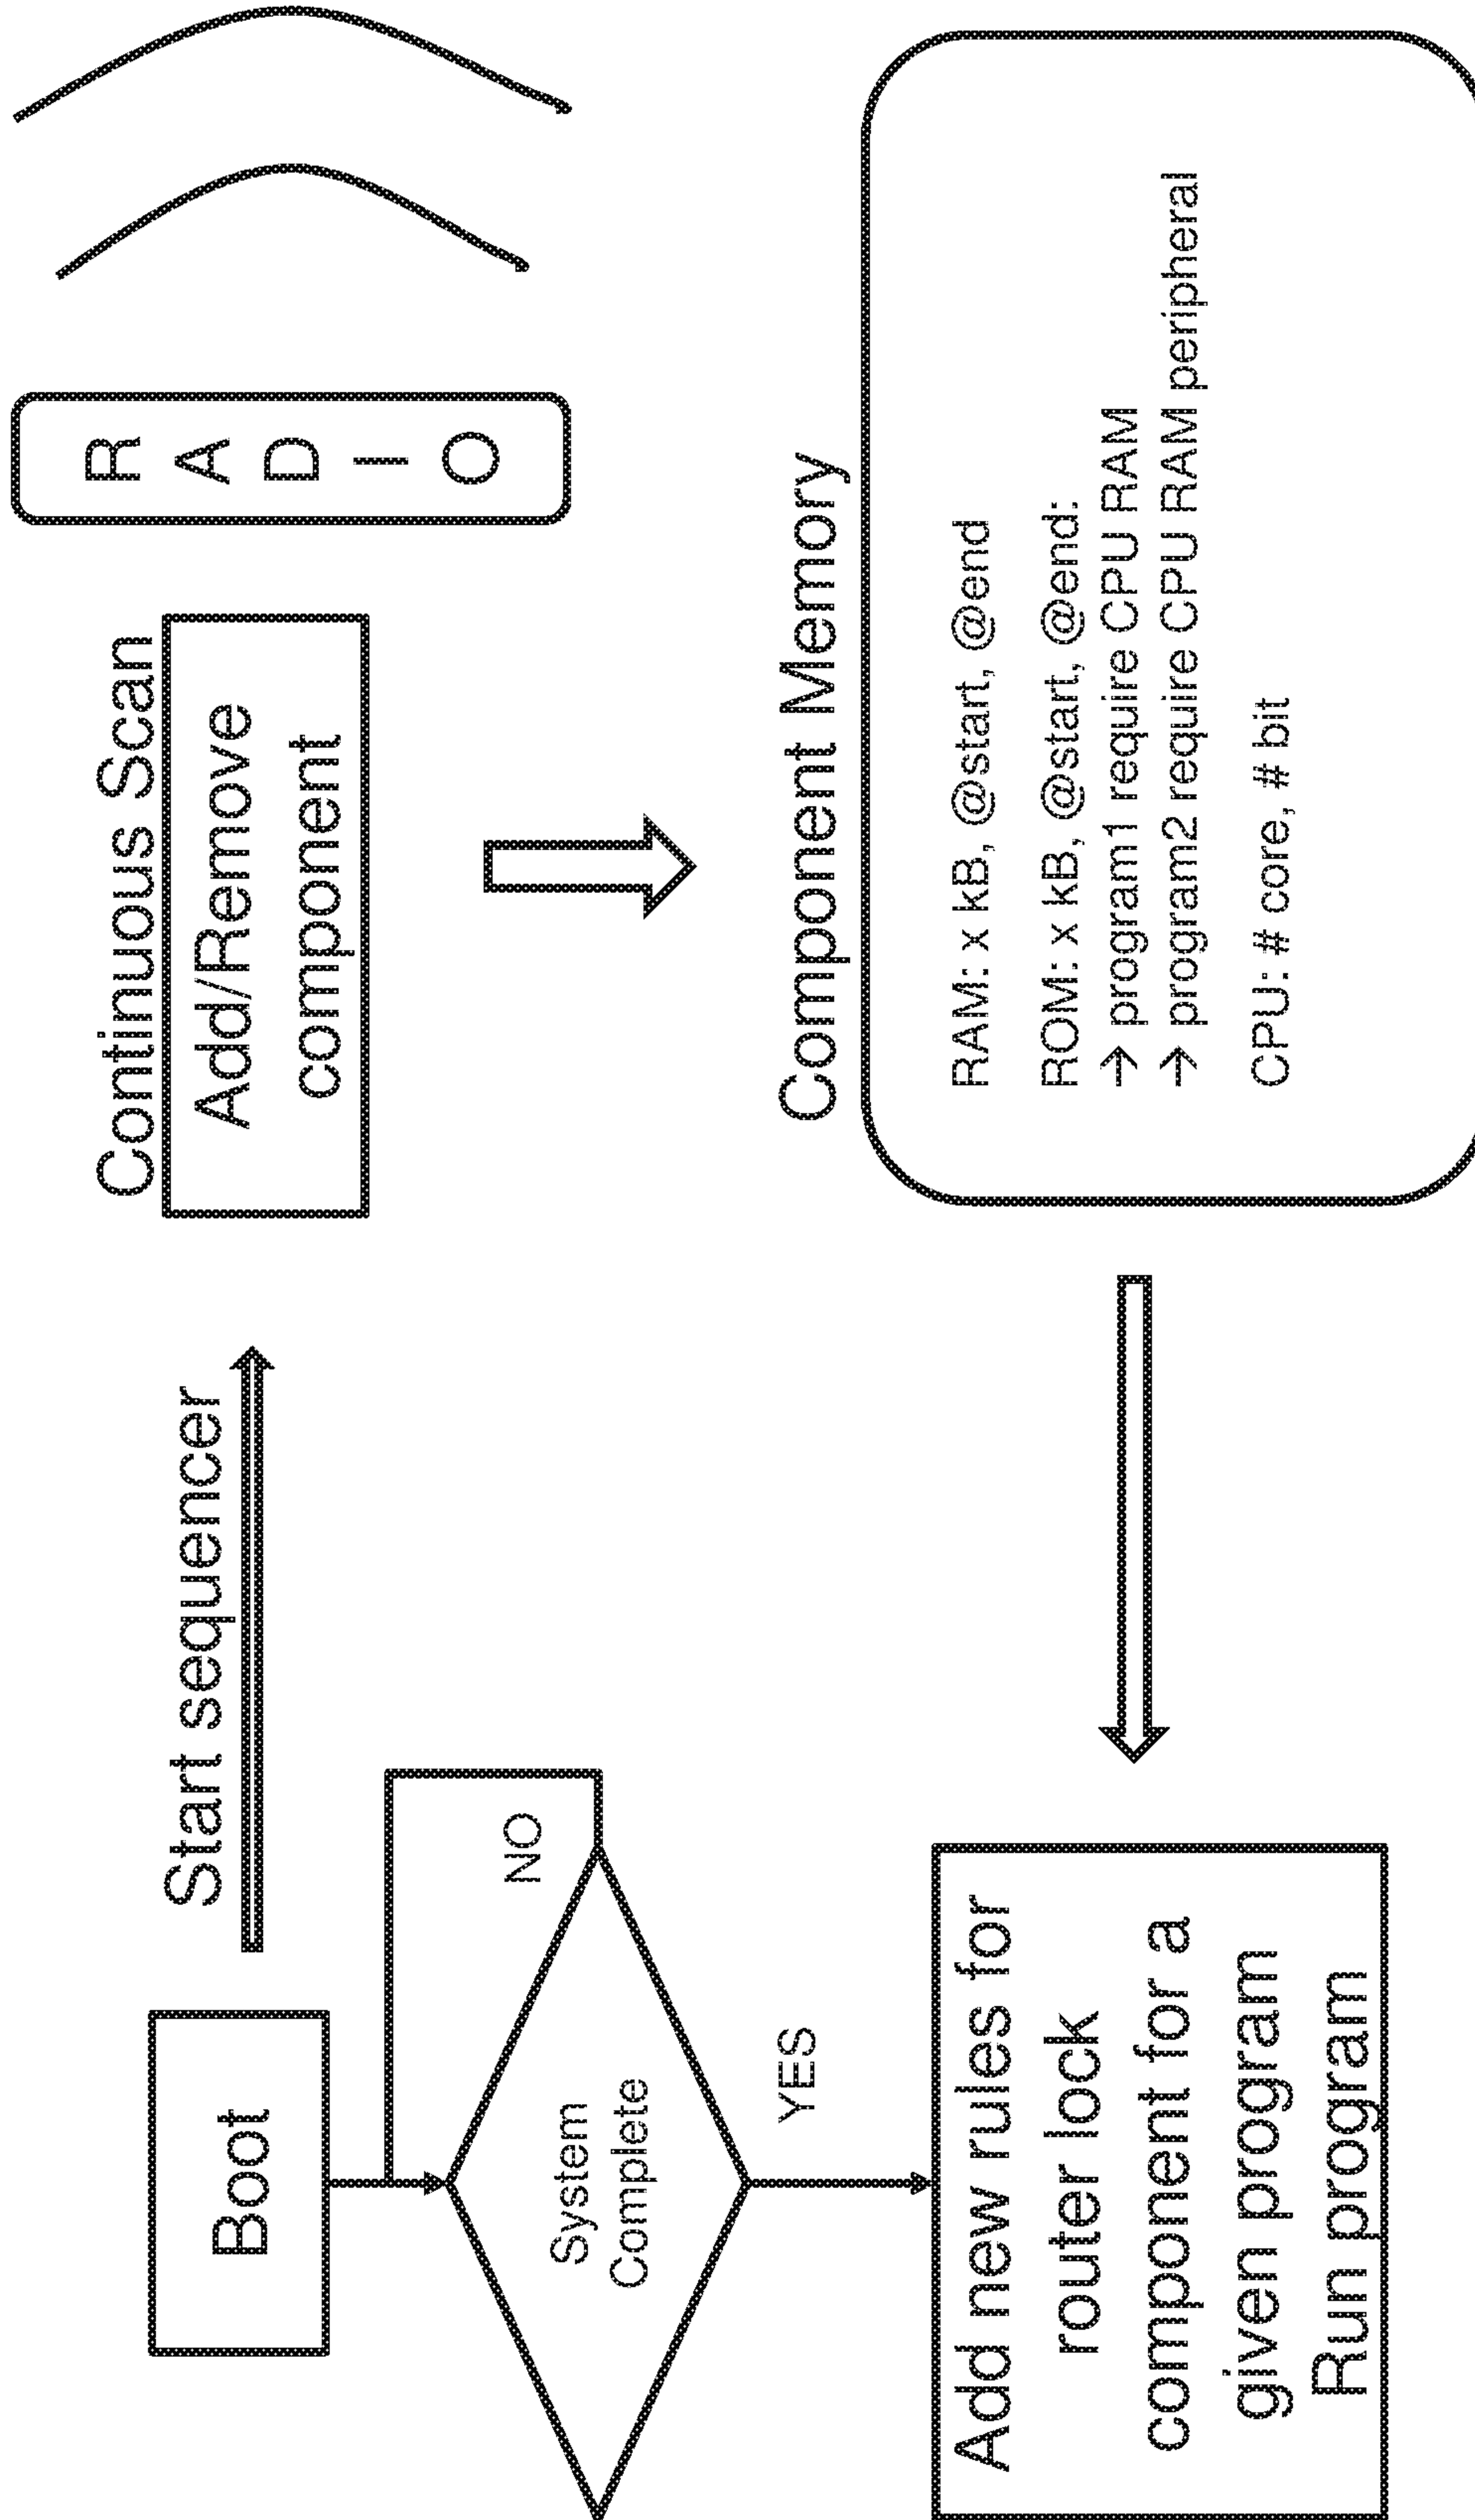 Boot
Start sequencer
Continuous Scan
Add/Remove
component
R
A
D
I
O
System
Complete
NO
YES
Component Memory
RAM: x kB, @start, @end
ROM: x kB, @start, @end:
→ program1 require CPU RAM
→ program2 require CPU RAM peripheral
CPU: # core, # bit
Add new rules for
router lock
component for a
given program
Run program